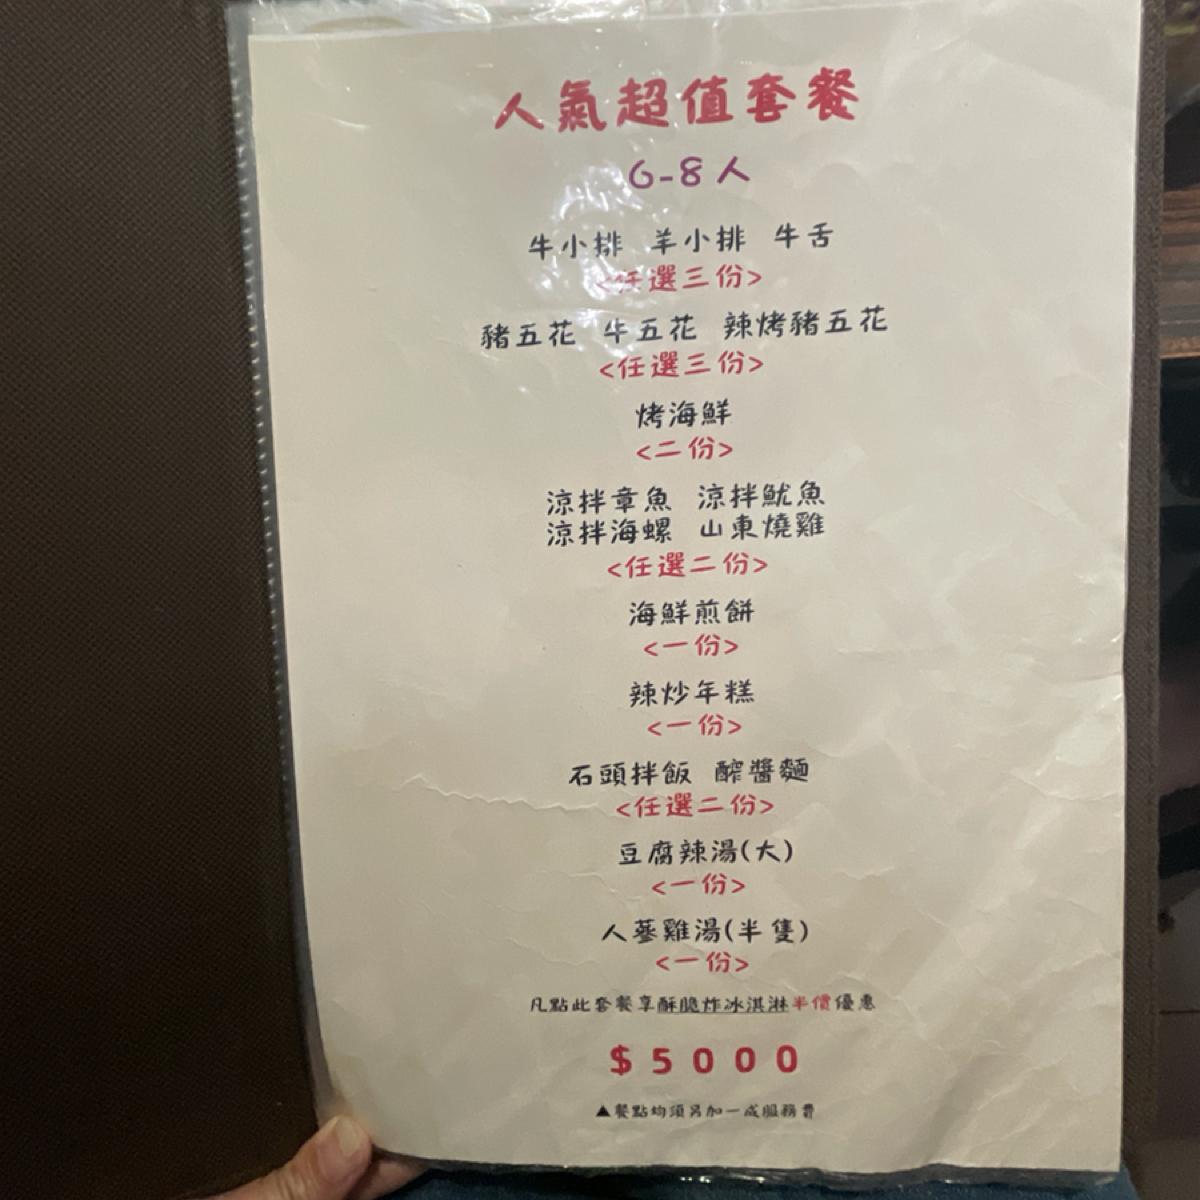 人氣超值套餐
6-8人
牛小排 羊小排 牛舌
<任選三份>
豬五花 牛五花 辣烤豬五花
<任選三份>
烤海鮮
<二份>
涼拌章魚 涼拌魷魚
涼拌海螺 山東燒雞
<任選二份>
海鮮煎餅
<一份>
辣炒年糕
<一份>
石頭拌飯 醡醬麵
<任選二份>
豆腐辣湯(大)
<一份>
人蔘雞湯(半隻)
<一份>
凡點此套餐享酥脆炸冰淇淋半價優惠
$5000
▲餐點均須另加一成服務費